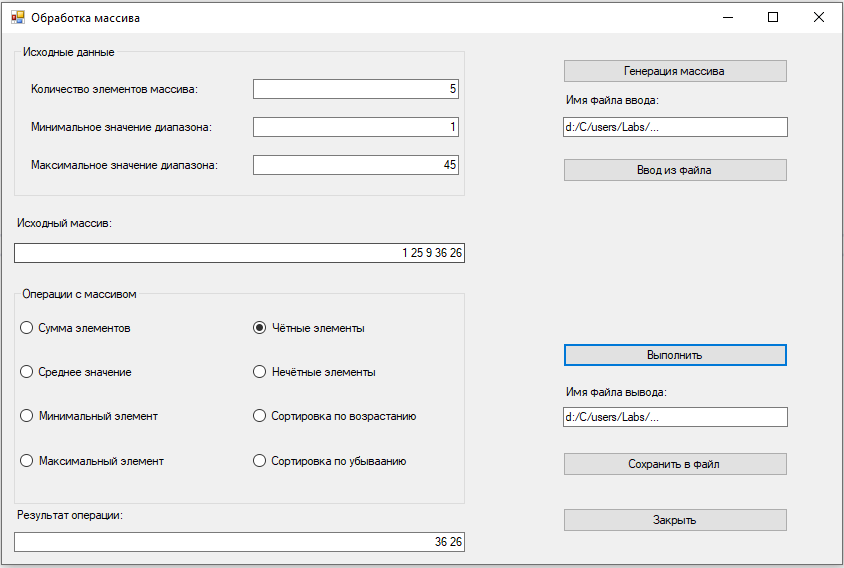 Обработка массива
Исходные данные
Количество элементов массива:
5
Минимальное значение диапазона:
1
Максимальное значение диапазона:
45
Генерация массива
Имя файла ввода:
d:/C/users/Labs/...
Ввод из файла
Исходный массив:
1 25 9 36 26
Операции с массивом
Сумма элементов
Чётные элементы
Среднее значение
Нечётные элементы
Минимальный элемент
Сортировка по возрастанию
Максимальный элемент
Сортировка по убываанию
Выполнить
Имя файла вывода:
d:/C/users/Labs/...
Сохранить в файл
Закрыть
Результат операции:
36 26